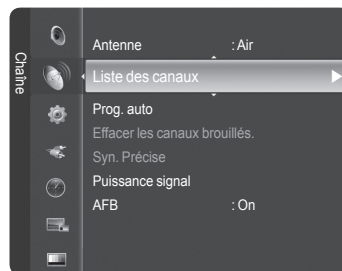 Chaîne
Antenne : Air
Liste des canaux
Prog. auto
Effacer les canaux brouillés.
Syn. Précise
Puissance signal
AFB : On